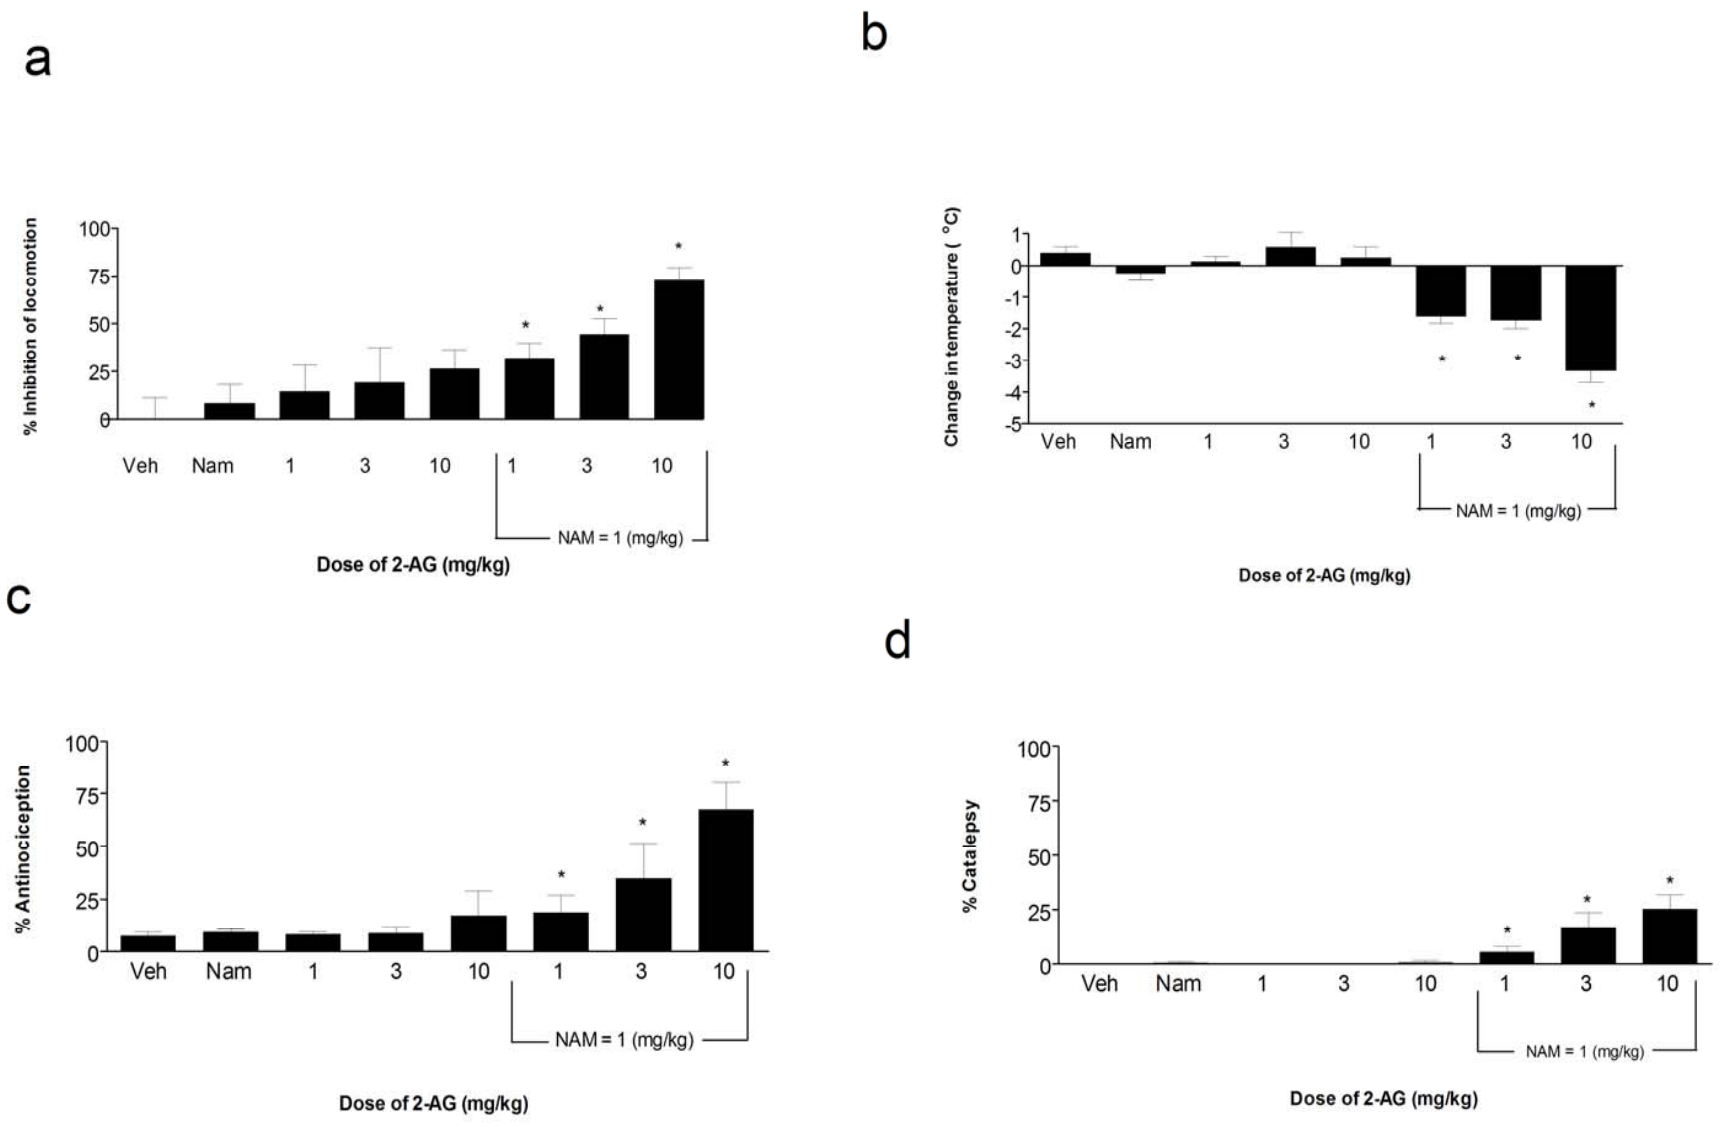 a
% Inhibition of locomotion
100
75
50
25
0
* * *
Veh Nam 1 3 10 1 3 10
NAM = 1 (mg/kg)
Dose of 2-AG (mg/kg)
b
Change in temperature ( °C)
1
0
-1
-2
-3
-4
-5
* * *
Veh Nam 1 3 10 1 3 10
NAM = 1 (mg/kg)
Dose of 2-AG (mg/kg)
c
% Antinociception
100
75
50
25
0
* * *
Veh Nam 1 3 10 1 3 10
NAM = 1 (mg/kg)
Dose of 2-AG (mg/kg)
d
% Catalepsy
100
75
50
25
0
* * *
Veh Nam 1 3 10 1 3 10
NAM = 1 (mg/kg)
Dose of 2-AG (mg/kg)